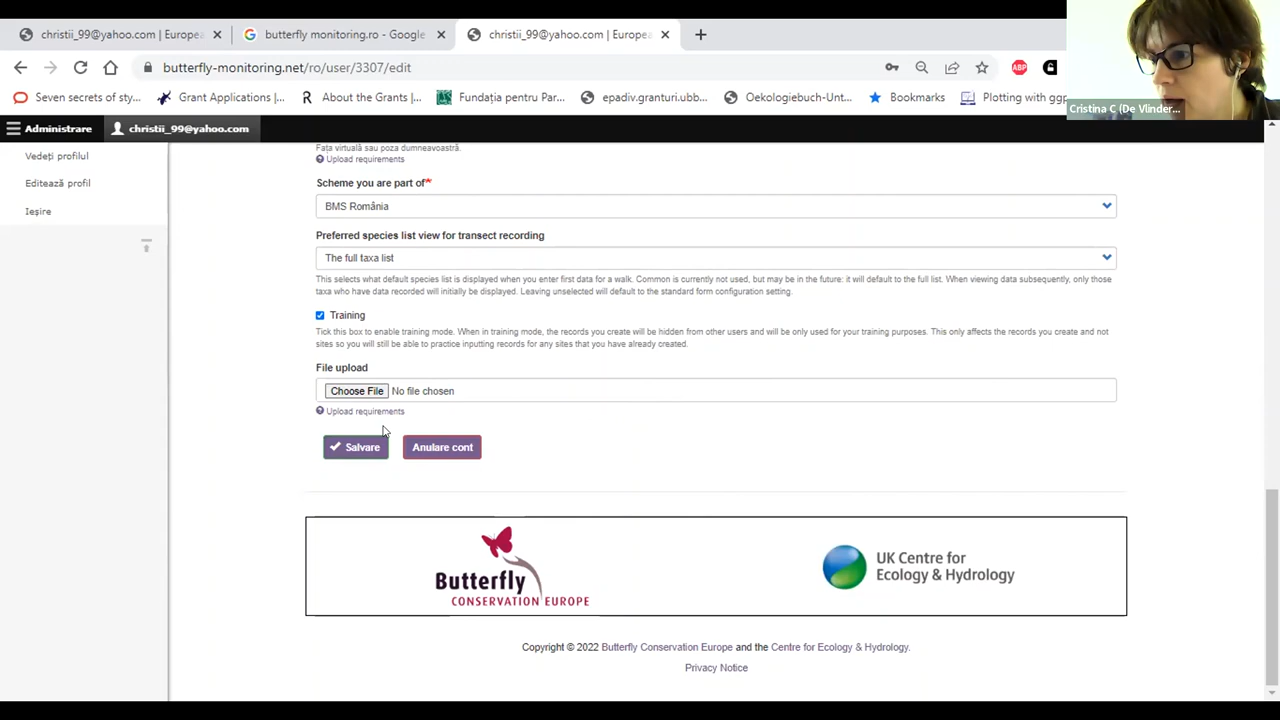 christii_99@yahoo.com | Europea
butterfly monitoring.ro - Google
christii_99@yahoo.com | Europea
butterfly-monitoring.net/ro/user/3307/edit
ABP
Seven secrets of sty...
Grant Applications |...
About the Grants |...
Fundația pentru Par...
epadiv.granturi.ubb...
Oekologiebuch-Unt...
Bookmarks
Plotting with ggp
Cristina C (De Vlinder...
Administrare
christii_99@yahoo.com
Vedeți profilul
Editează profil
Ieșire
Fața virtuală sau poza dumneavoastră.
Upload requirements
Scheme you are part of*
BMS România
Preferred species list view for transect recording
The full taxa list
This selects what default species list is displayed when you enter first data for a walk. Common is currently not used, but may be in the future: it will default to the full list. When viewing data subsequently, only those
taxa who have data recorded will initially be displayed. Leaving unselected will default to the standard form configuration setting.
Training
Tick this box to enable training mode. When in training mode, the records you create will be hidden from other users and will be only used for your training purposes. This only affects the records you create and not
sites so you will still be able to practice inputting records for any sites that you have already created.
File upload
Choose File No file chosen
Upload requirements
Salvare
Anulare cont
Butterfly
CONSERVATION EUROPE
UK Centre for
Ecology & Hydrology
Copyright © 2022 Butterfly Conservation Europe and the Centre for Ecology & Hydrology.
Privacy Notice